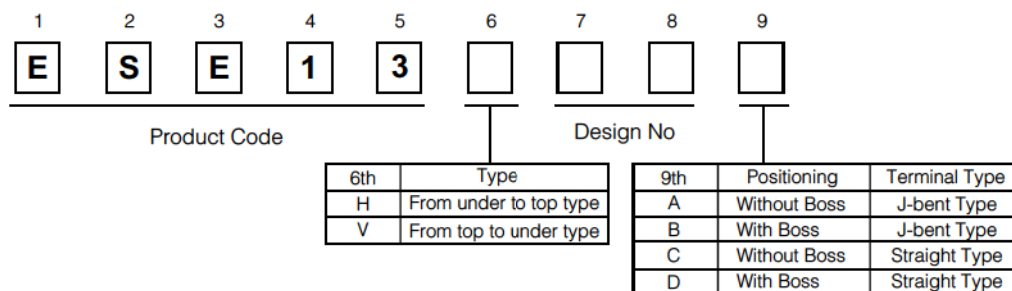 1 2 3 4 5 6 7 8 9
E S E 1 3
Product Code Design No
6th Type
H From under to top type
V From top to under type
9th Positioning Terminal Type
A Without Boss J-bent Type
B With Boss J-bent Type
C Without Boss Straight Type
D With Boss Straight Type